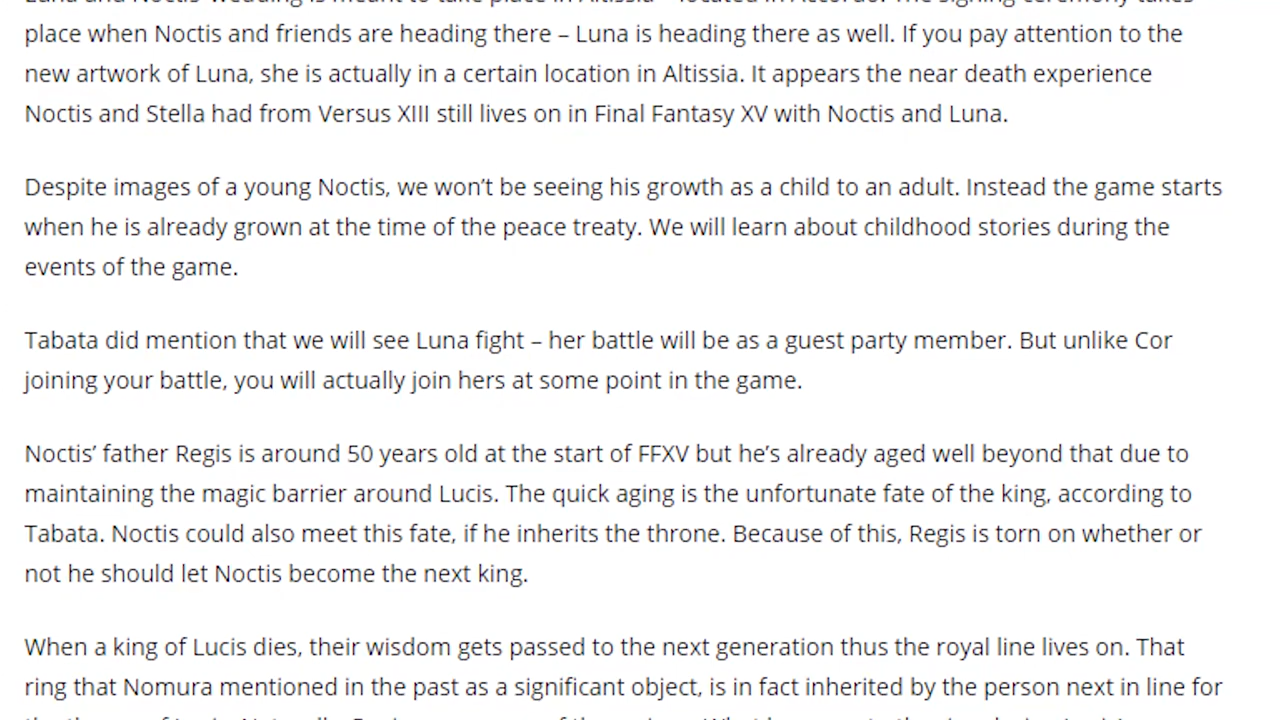 place when Noctis and friends are heading there – Luna is heading there as well. If you pay attention to the
new artwork of Luna, she is actually in a certain location in Altissia. It appears the near death experience
Noctis and Stella had from Versus XIII still lives on in Final Fantasy XV with Noctis and Luna.
Despite images of a young Noctis, we won’t be seeing his growth as a child to an adult. Instead the game starts
when he is already grown at the time of the peace treaty. We will learn about childhood stories during the
events of the game.
Tabata did mention that we will see Luna fight – her battle will be as a guest party member. But unlike Cor
joining your battle, you will actually join hers at some point in the game.
Noctis’ father Regis is around 50 years old at the start of FFXV but he’s already aged well beyond that due to
maintaining the magic barrier around Lucis. The quick aging is the unfortunate fate of the king, according to
Tabata. Noctis could also meet this fate, if he inherits the throne. Because of this, Regis is torn on whether or
not he should let Noctis become the next king.
When a king of Lucis dies, their wisdom gets passed to the next generation thus the royal line lives on. That
ring that Nomura mentioned in the past as a significant object, is in fact inherited by the person next in line for